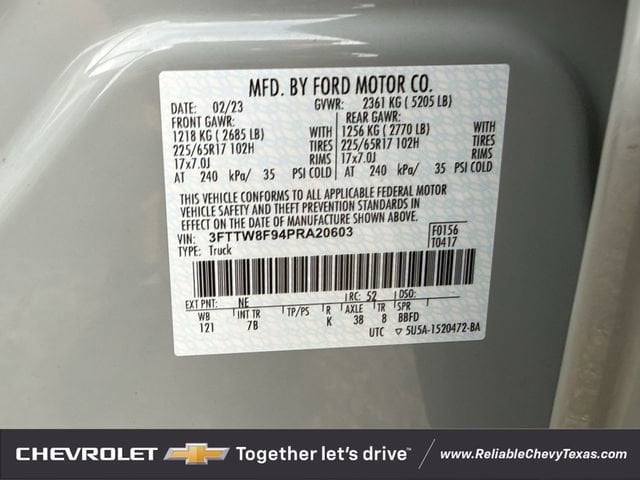 MFD. BY FORD MOTOR CO.
DATE: 02/23 GVWR: 2361 KG ( 5205 LB)
FRONT GAWR: REAR GAWR:
1218 KG ( 2685 LB) WITH 1256 KG ( 2770 LB) WITH
225/65R17 102H TIRES 225/65R17 102H TIRES
17x7.0J RIMS 17x7.0J RIMS
AT 240 kPa/ 35 PSI COLD AT 240 kPa/ 35 PSI COLD
THIS VEHICLE CONFORMS TO ALL APPLICABLE FEDERAL MOTOR
VEHICLE SAFETY AND BUMPER STANDARDS IN EFFECT
ON THE DATE OF MANUFACTURE SHOWN ABOVE.
VIN: 3FTTW8F94PRA20603 F0156
TYPE: Truck T0417
EXT PNT: NE RC: 52 DSO:
WB INT TR TP/PS R AXLE TR SPR
121 7B K 38 8 BBFD
UTC 5U5A-1520472-BA
CHEVROLET Together let's drive™ www.ReliableChevyTexas.com